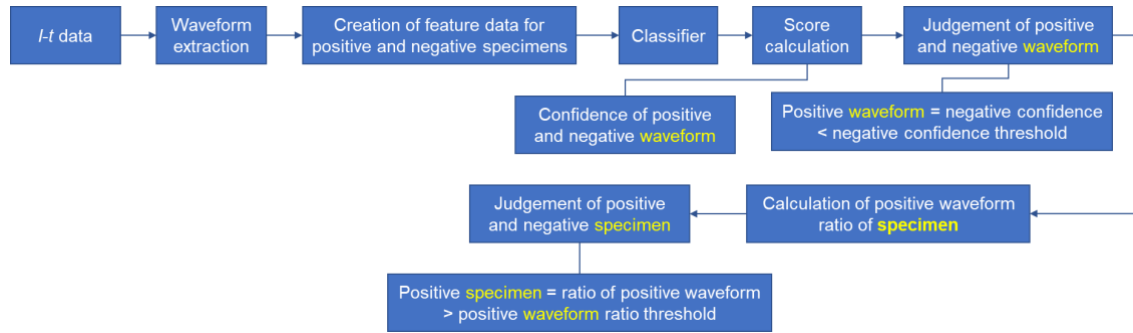 I-t data
Waveform
extraction
Creation of feature data for
positive and negative specimens
Classifier
Score
calculation
Judgement of positive
and negative waveform
Confidence of positive
and negative waveform
Positive waveform = negative confidence
< negative confidence threshold
Calculation of positive waveform
ratio of specimen
Judgement of positive
and negative specimen
Positive specimen = ratio of positive waveform
> positive waveform ratio threshold